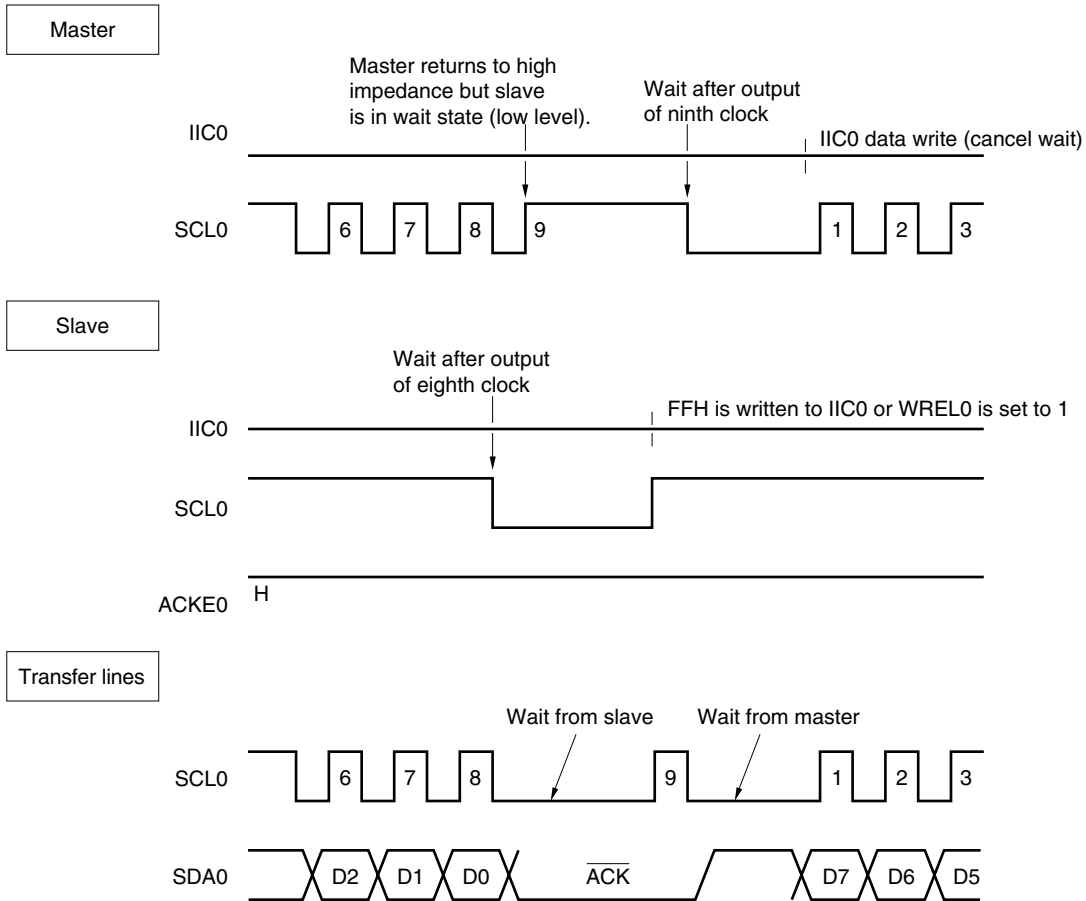 Master
Master returns to high
impedance but slave
is in wait state (low level).
Wait after output
of ninth clock
IIC0
IIC0 data write (cancel wait)
SCL0
6 7 8 9 1 2 3
Slave
Wait after output
of eighth clock
FFH is written to IIC0 or WREL0 is set to 1
IIC0
SCL0
H
ACKE0
Transfer lines
Wait from slave Wait from master
SCL0
6 7 8 9 1 2 3
SDA0
D2 D1 D0 ACK D7 D6 D5